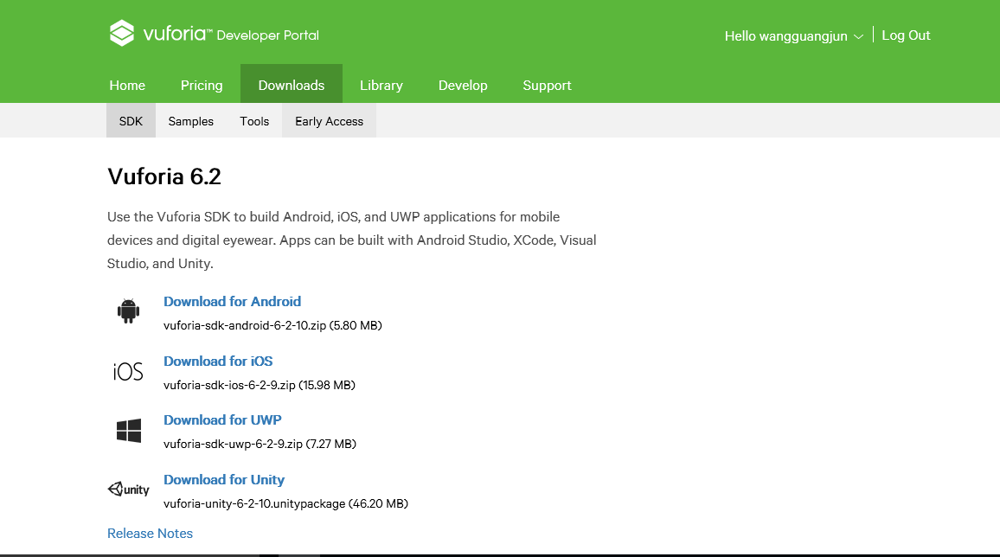 vuforia™ Developer Portal
Hello wangguangjun Log Out
Home Pricing Downloads Library Develop Support
SDK Samples Tools Early Access
Vuforia 6.2
Use the Vuforia SDK to build Android, iOS, and UWP applications for mobile
devices and digital eyewear. Apps can be built with Android Studio, XCode, Visual
Studio, and Unity.
Download for Android
vuforia-sdk-android-6-2-10.zip (5.80 MB)
iOS
Download for iOS
vuforia-sdk-ios-6-2-9.zip (15.98 MB)
Download for UWP
vuforia-sdk-uwp-6-2-9.zip (7.27 MB)
unity
Download for Unity
vuforia-unity-6-2-10.unitypackage (46.20 MB)
Release Notes